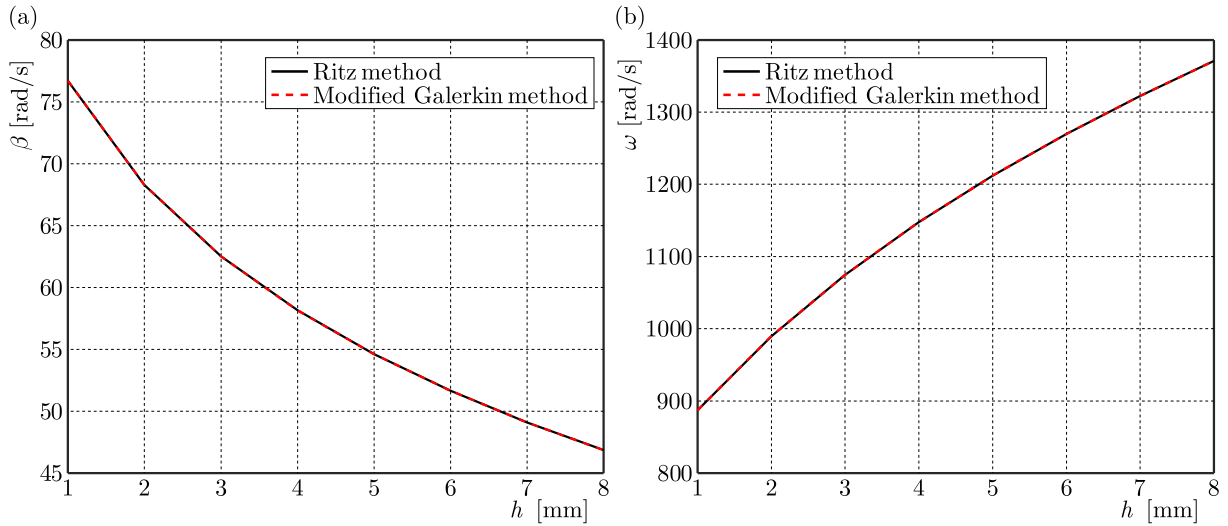 (a)
80
75
70
65
60
55
50
45
β [rad/s]
Ritz method
Modified Galerkin method
1 2 3 4 5 6 7 8
h [mm]
(b)
1400
1300
1200
1100
1000
900
800
ω [rad/s]
Ritz method
Modified Galerkin method
1 2 3 4 5 6 7 8
h [mm]